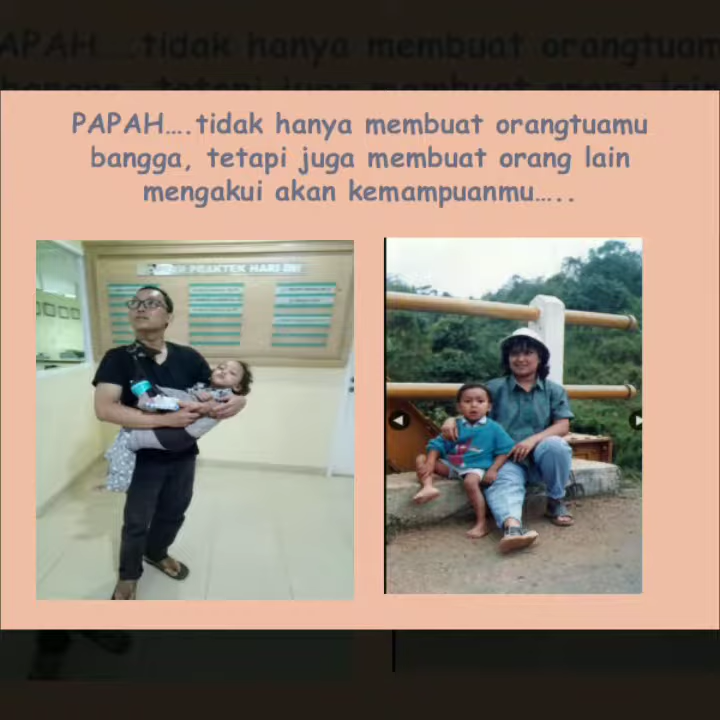 PAPAH....tidak hanya membuat orangtuamu
bangga, tetapi juga membuat orang lain
mengakui akan kemampuanmu.....
PRAKTEK HARI INI